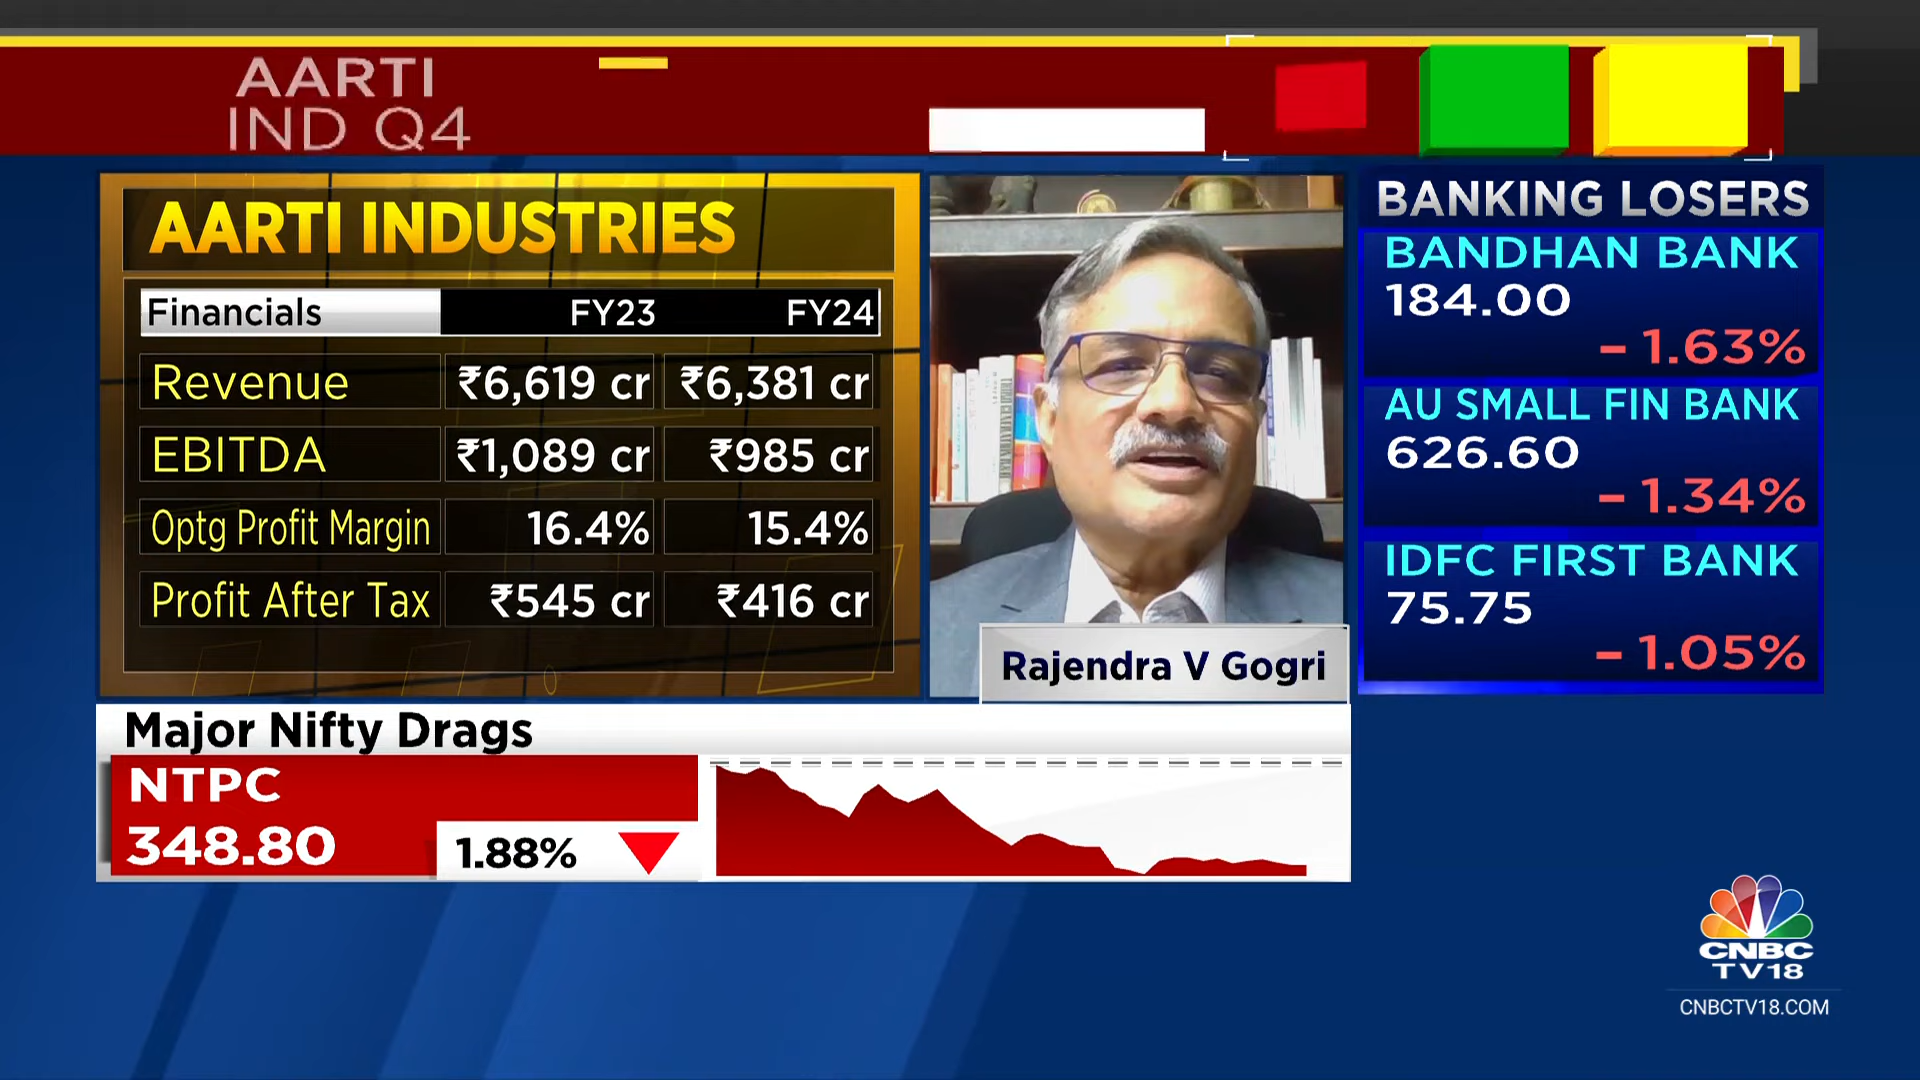 AARTI
IND Q4
AARTI INDUSTRIES
Financials FY23 FY24
Revenue ₹6,619 cr ₹6,381 cr
EBITDA ₹1,089 cr ₹985 cr
Optg Profit Margin 16.4% 15.4%
Profit After Tax ₹545 cr ₹416 cr
Rajendra V Gogri
BANKING LOSERS
BANDHAN BANK
184.00
– 1.63%
AU SMALL FIN BANK
626.60
– 1.34%
IDFC FIRST BANK
75.75
– 1.05%
Major Nifty Drags
NTPC
348.80
1.88%
CNBC
TV18
CNBCTV18.COM